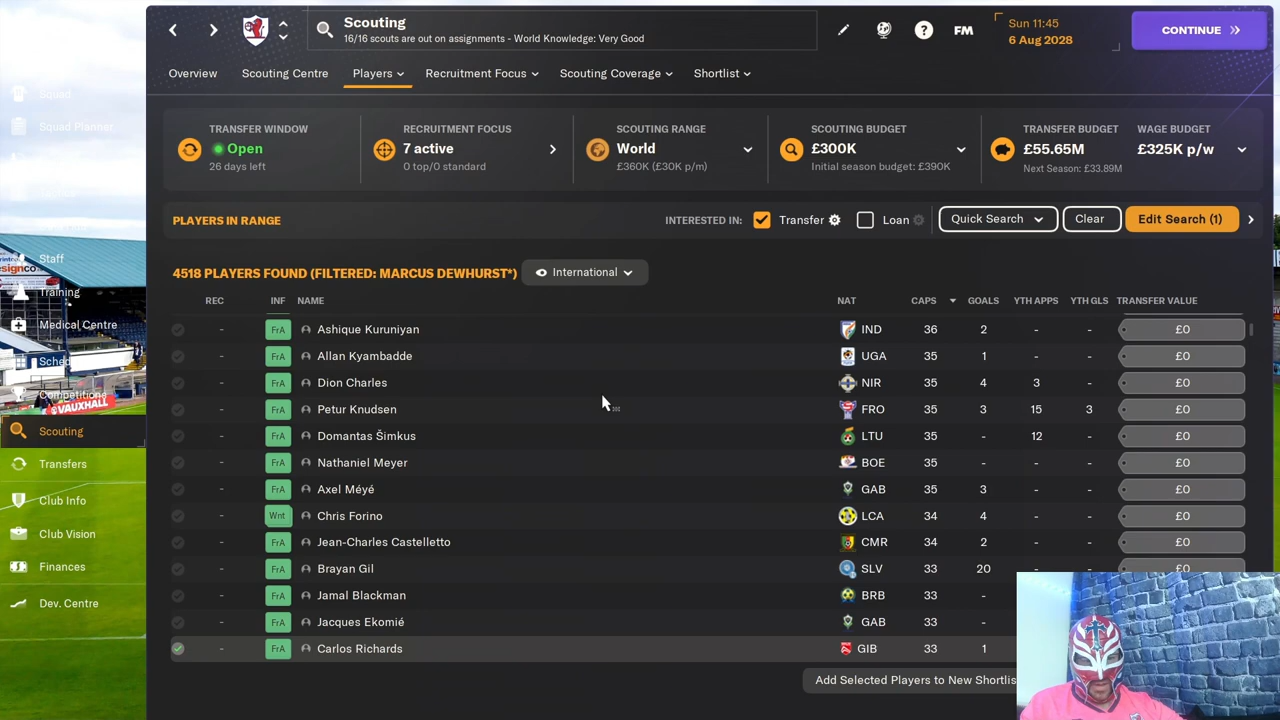 Scouting
16/16 scouts are out on assignments - World Knowledge: Very Good
FM
Sun 11:45
6 Aug 2028
CONTINUE
Overview
Scouting Centre
Players
Recruitment Focus
Scouting Coverage
Shortlist
Squad
Squad Planner
Staff
Training
Medical Centre
Sched
Competitions
Scouting
Transfers
Club Info
Club Vision
Finances
Dev. Centre
VAUXHALL
TRANSFER WINDOW
Open
26 days left
RECRUITMENT FOCUS
7 active
0 top/0 standard
SCOUTING RANGE
World
£360K (£30K p/m)
SCOUTING BUDGET
£300K
Initial season budget: £390K
TRANSFER BUDGET
£55.65M
Next Season: £33.89M
WAGE BUDGET
£325K p/w
PLAYERS IN RANGE
INTERESTED IN:
Transfer
Loan
Quick Search
Clear
Edit Search (1)
4518 PLAYERS FOUND (FILTERED: MARCUS DEWHURST*)
International
REC INF NAME NAT CAPS GOALS YTH APPS YTH GLS TRANSFER VALUE
- FrA Ashique Kuruniyan IND 36 2 - - £0
- FrA Allan Kyambadde UGA 35 1 - - £0
- FrA Dion Charles NIR 35 4 3 - £0
- FrA Petur Knudsen FRO 35 3 15 3 £0
- FrA Domantas Šimkus LTU 35 - 12 - £0
- FrA Nathaniel Meyer BOE 35 - - - £0
- FrA Axel Méyé GAB 35 3 - - £0
- Wnt Chris Forino LCA 34 4 - - £0
- FrA Jean-Charles Castelletto CMR 34 2 - - £0
- FrA Brayan Gil SLV 33 20 - - £0
- FrA Jamal Blackman BRB 33 - -
- FrA Jacques Ekomié GAB 33 - -
- FrA Carlos Richards GIB 33 1 -
Add Selected Players to New Shortlis